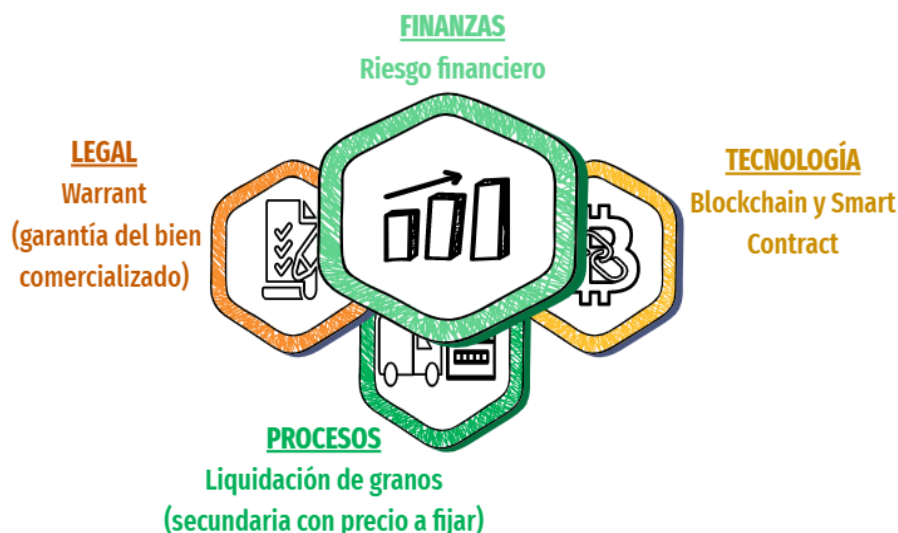 FINANZAS
Riesgo financiero
LEGAL
Warrant
(garantía del bien
comercializado)
TECNOLOGÍA
Blockchain y Smart
Contract
PROCESOS
Liquidación de granos
(secundaria con precio a fijar)